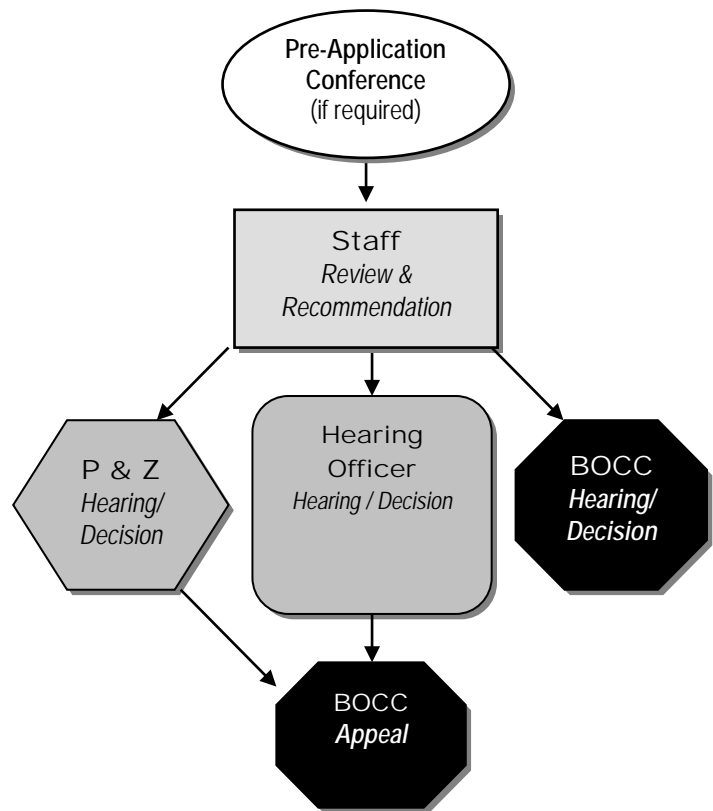 Pre-Application
Conference
(if required)
Staff
Review &
Recommendation
P & Z
Hearing/
Decision
Hearing
Officer
Hearing / Decision
BOCC
Hearing/
Decision
BOCC
Appeal